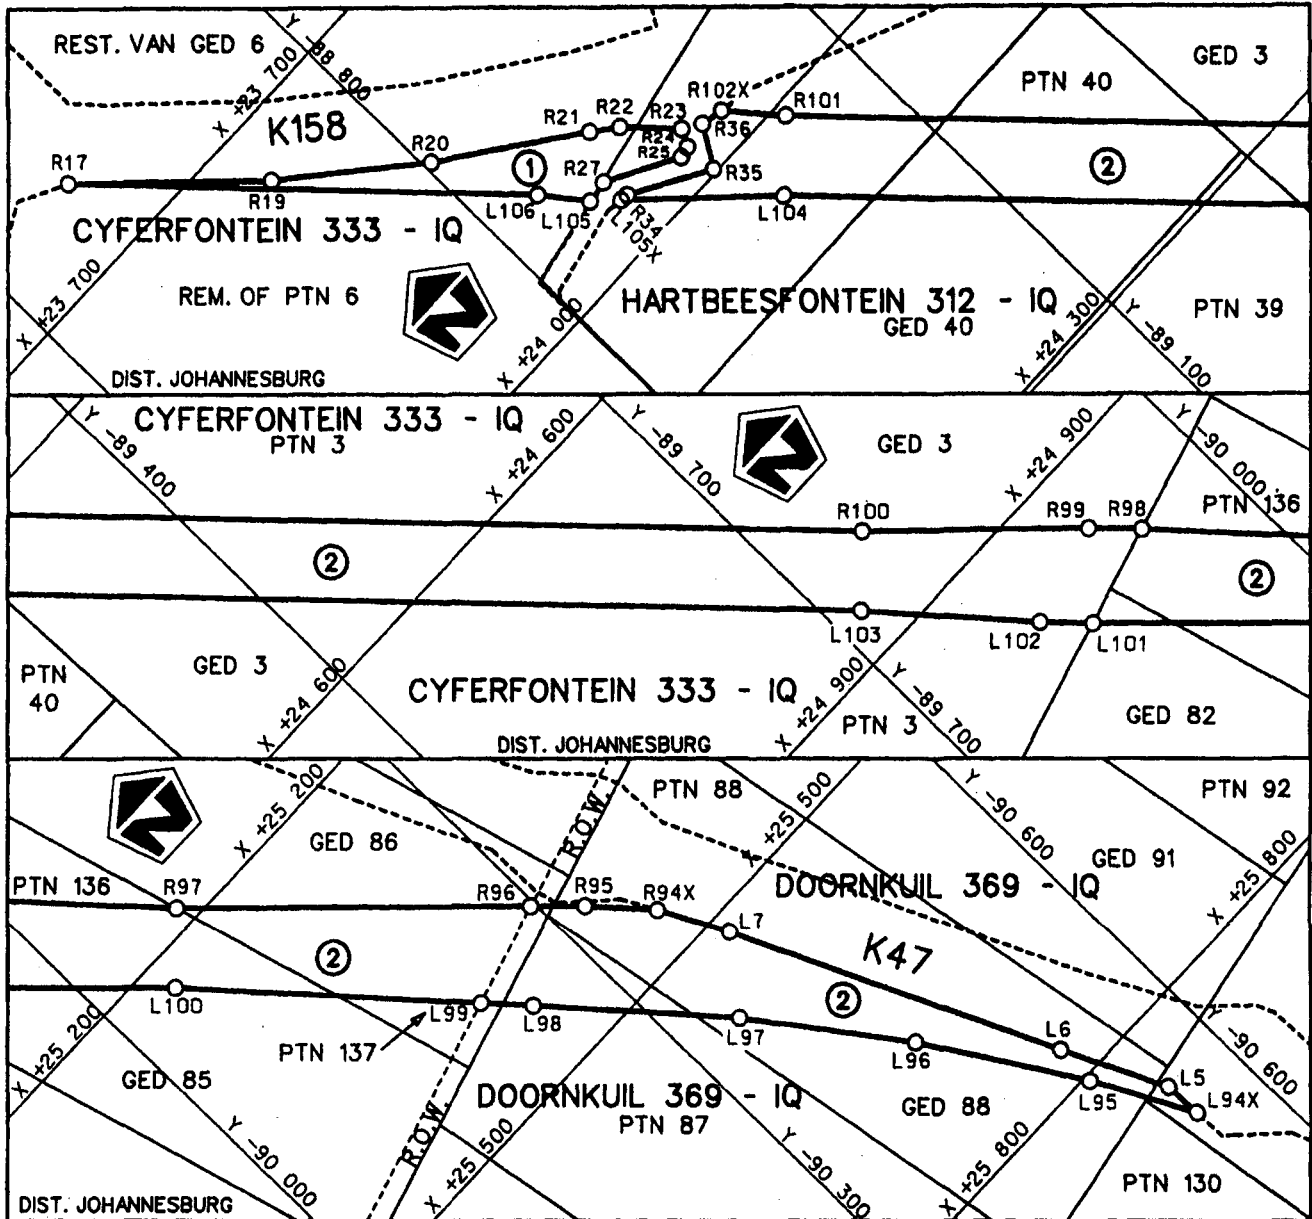 REST. VAN GED 6
X +23 700
Y -88 800
K158
R17
R19
R20
R21
R22
R23
R24
R25
R27
R102X
R36
R101
R35
PTN 40
GED 3
1
2
L106
L105
R34
L105X
L104
CYFERFONTEIN 333 - IQ
X +23 700
REM. OF PTN 6
X +24 000
HARTBEESFONTEIN 312 - IQ
GED 40
X +24 300
Y -89 100
PTN 39
DIST. JOHANNESBURG
CYFERFONTEIN 333 - IQ
PTN 3
Y -89 400
X +24 600
Y -89 700
GED 3
X +24 900
Y -90 000
PTN 136
R100
R99
R98
2
2
L103
L102
L101
PTN
40
GED 3
X +24 600
CYFERFONTEIN 333 - IQ
X +24 900
Y -89 700
PTN 3
GED 82
DIST. JOHANNESBURG
X +25 200
GED 86
R.O.W.
PTN 88
X +25 500
Y -90 600
PTN 92
GED 91
X +25 800
DOORNKUIL 369 - IQ
PTN 136
R97
R96
R95
R94X
L7
K47
2
2
L100
L99
L98
L97
L96
L6
L95
L5
L94X
Y -90 600
X +25 200
PTN 137
GED 85
DOORNKUIL 369 - IQ
PTN 87
GED 88
Y -90 000
R.O.W.
X +25 500
Y -90 300
X +25 800
PTN 130
DIST. JOHANNESBURG